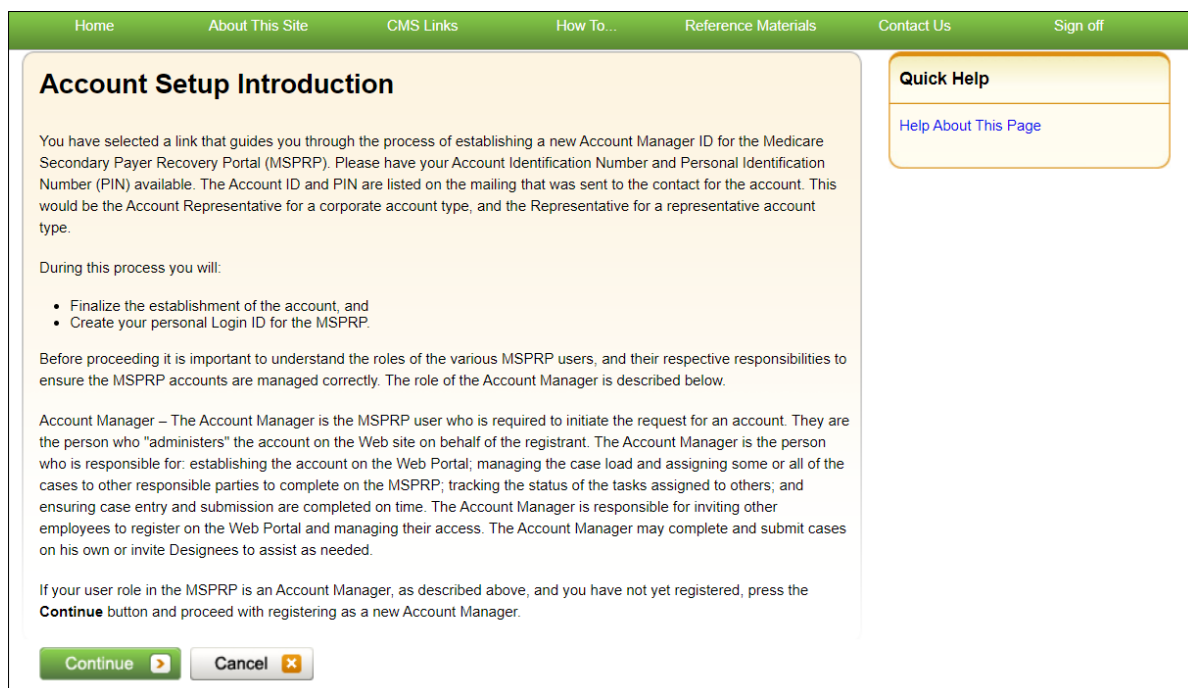 Home About This Site CMS Links How To... Reference Materials Contact Us Sign off
Account Setup Introduction
You have selected a link that guides you through the process of establishing a new Account Manager ID for the Medicare
Secondary Payer Recovery Portal (MSPRP). Please have your Account Identification Number and Personal Identification
Number (PIN) available. The Account ID and PIN are listed on the mailing that was sent to the contact for the account. This
would be the Account Representative for a corporate account type, and the Representative for a representative account
type.
During this process you will:
• Finalize the establishment of the account, and
• Create your personal Login ID for the MSPRP.
Before proceeding it is important to understand the roles of the various MSPRP users, and their respective responsibilities to
ensure the MSPRP accounts are managed correctly. The role of the Account Manager is described below.
Account Manager – The Account Manager is the MSPRP user who is required to initiate the request for an account. They are
the person who "administers" the account on the Web site on behalf of the registrant. The Account Manager is the person
who is responsible for: establishing the account on the Web Portal; managing the case load and assigning some or all of the
cases to other responsible parties to complete on the MSPRP; tracking the status of the tasks assigned to others; and
ensuring case entry and submission are completed on time. The Account Manager is responsible for inviting other
employees to register on the Web Portal and managing their access. The Account Manager may complete and submit cases
on his own or invite Designees to assist as needed.
If your user role in the MSPRP is an Account Manager, as described above, and you have not yet registered, press the
Continue button and proceed with registering as a new Account Manager.
Continue Cancel
Quick Help
Help About This Page